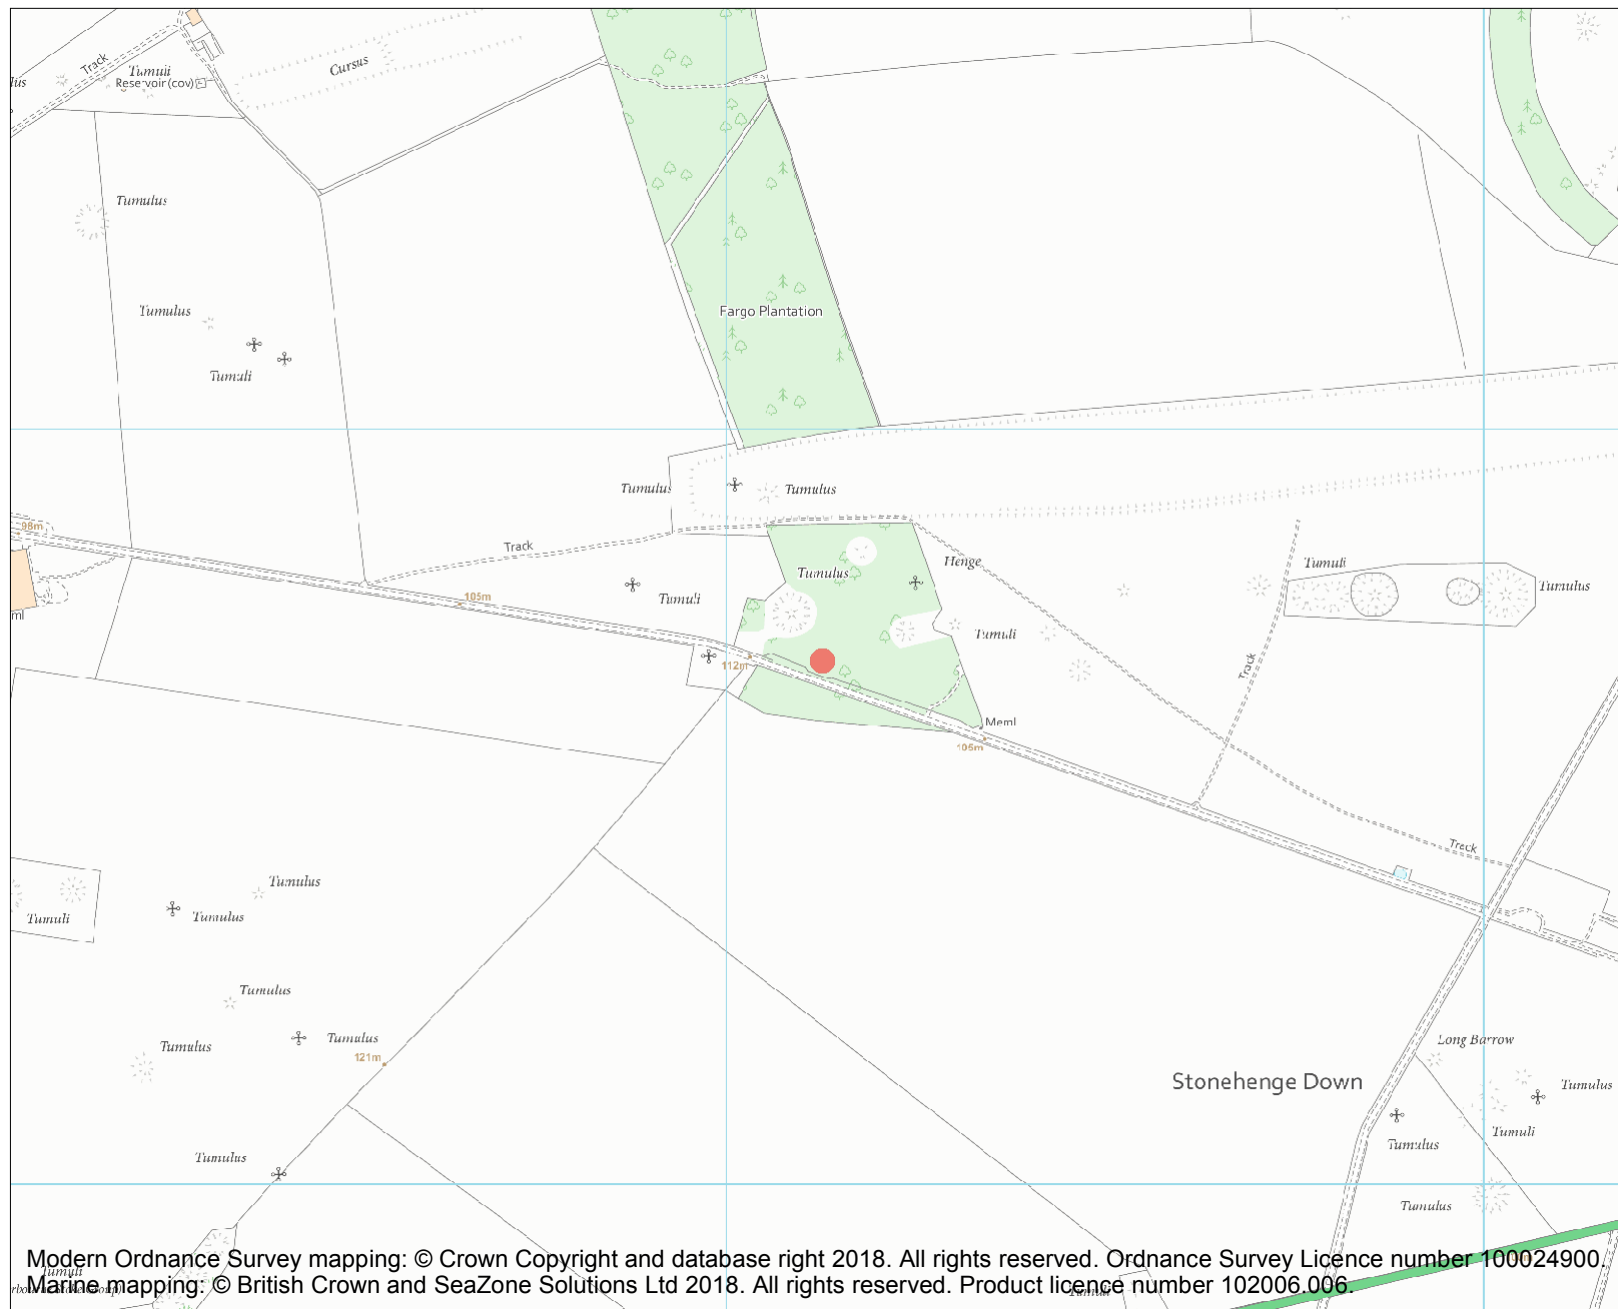 Track
Tumuli
Reservoir (cov)
Cursus
lus
Tumulus
Tumulus
Tumuli
Fargo Plantation
Tumulus
Tumulus
98m
Track
Henge
Tumulus
Tumuli
Tumulus
105m
Tumuli
ml
Tumuli
112m
Track
Meml
106m
Track
Tumulus
Tumuli
Tumulus
Tumulus
Tumulus
Tumulus
Long Barrow
121m
Stonehenge Down
Tumulus
Tumuli
Tumulus
Tumulus
Tumulus
Modern Ordnance Survey mapping: © Crown Copyright and database right 2018. All rights reserved. Ordnance Survey Licence number 100024900.
Tumuli
Marine mapping: © British Crown and SeaZone Solutions Ltd 2018. All rights reserved. Product licence number 102006.006.
Tumuli